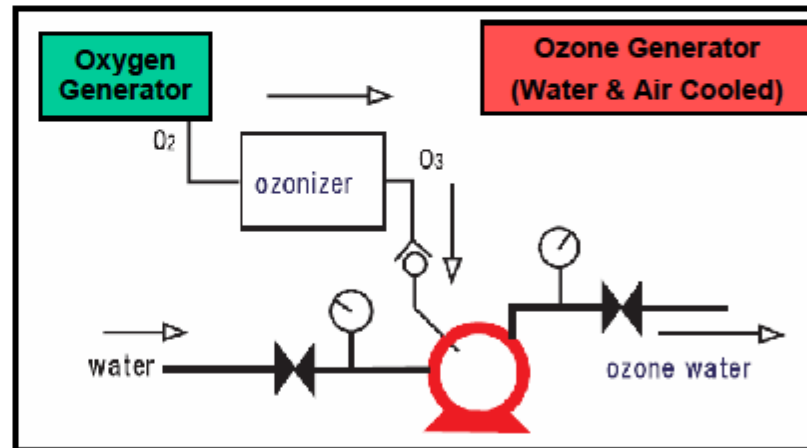 Oxygen
Generator
Ozone Generator
(Water & Air Cooled)
O2
ozonizer
O3
water
ozone water